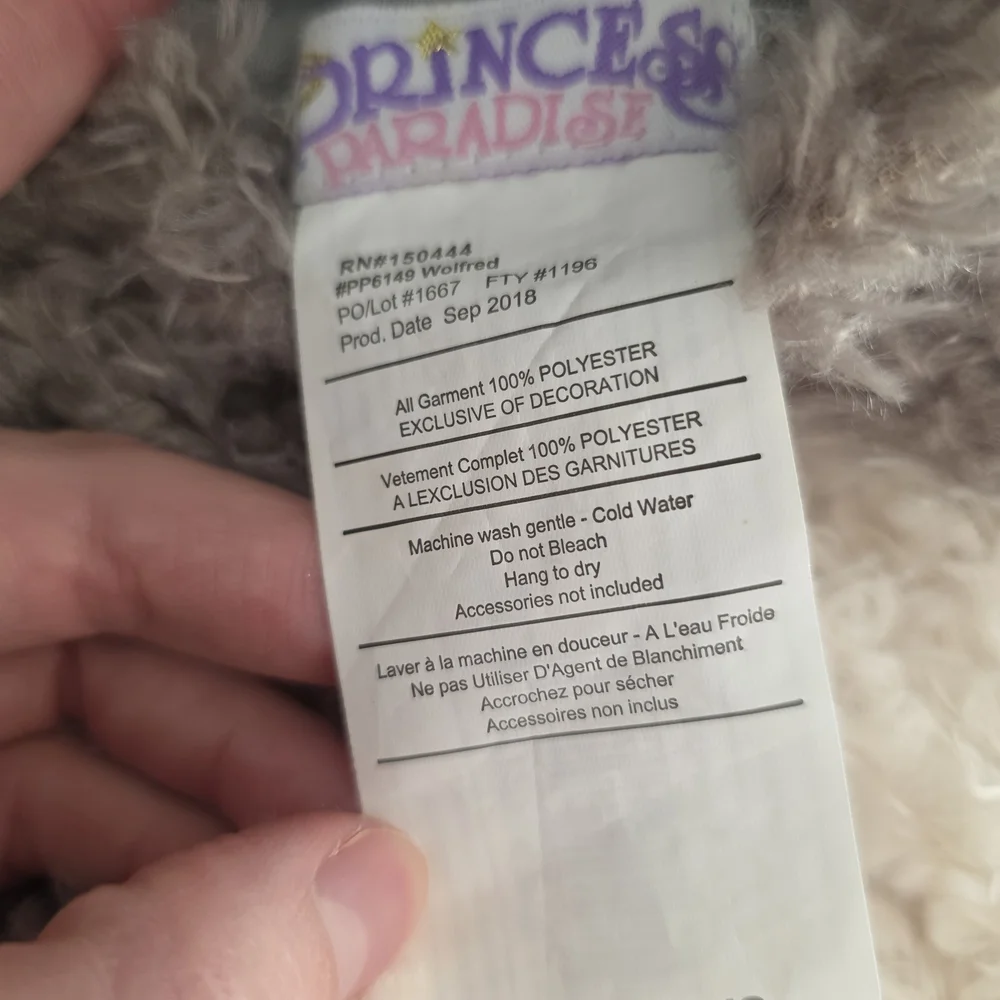 PRINCESS
PARADISE
RN#150444
#PP6149 Wolfred
PO/Lot #1667 FTY #1196
Prod. Date Sep 2018
All Garment 100% POLYESTER
EXCLUSIVE OF DECORATION
Vetement Complet 100% POLYESTER
A LEXCLUSION DES GARNITURES
Machine wash gentle - Cold Water
Do not Bleach
Hang to dry
Accessories not included
Laver à la machine en douceur - A L'eau Froide
Ne pas Utiliser D'Agent de Blanchiment
Accrochez pour sécher
Accessoires non inclus